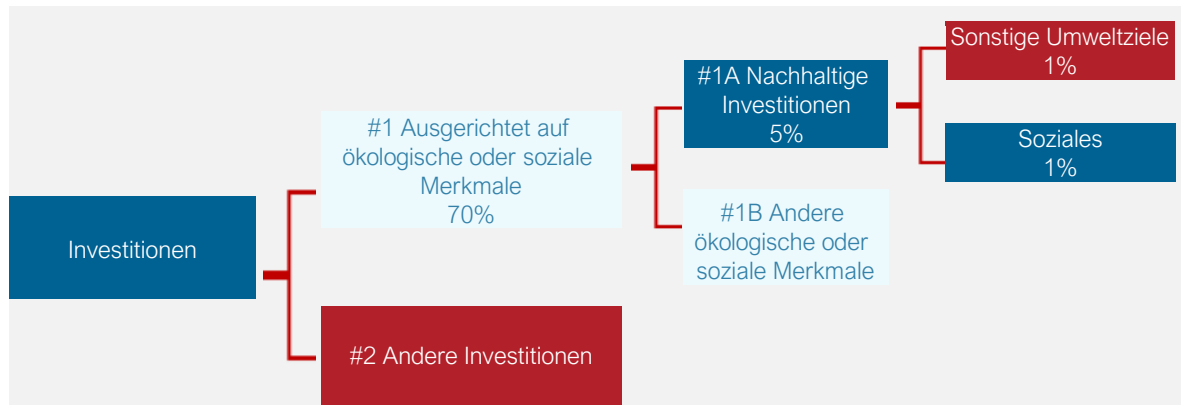 Investitionen
#1 Ausgerichtet auf
ökologische oder soziale
Merkmale
70%
#2 Andere Investitionen
#1A Nachhaltige
Investitionen
5%
#1B Andere
ökologische oder
soziale Merkmale
Sonstige Umweltziele
1%
Soziales
1%